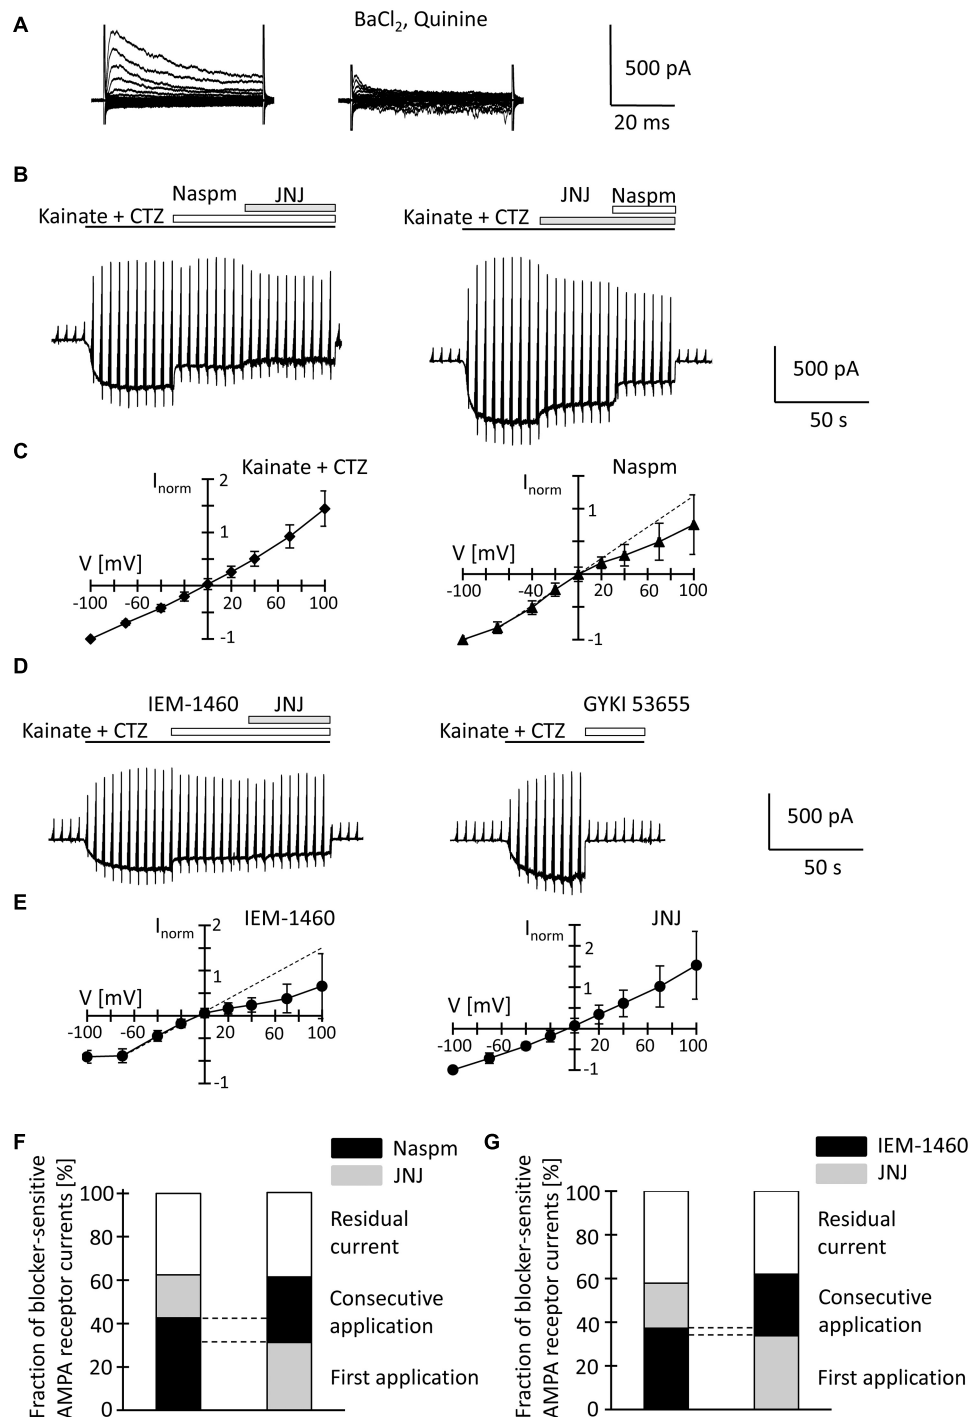 A
BaCl2, Quinine
500 pA
20 ms
B
Naspm
JNJ
Kainate + CTZ
JNJ
Naspm
Kainate + CTZ
500 pA
50 s
C
Inorm
2
Kainate + CTZ
1
V [mV]
-100 -60 20 60 100
-1
Inorm
Naspm
1
V [mV]
-100 -40 20 60 100
-1
D
IEM-1460
JNJ
Kainate + CTZ
GYKI 53655
Kainate + CTZ
500 pA
50 s
E
Inorm
2
IEM-1460
1
V [mV]
-100 -60 20 60 100
-1
Inorm
JNJ
2
1
V [mV]
-100 -60 20 60 100
-1
F
Fraction of blocker-sensitive
AMPA receptor currents [%]
Naspm
JNJ
100
80
60
40
20
0
Residual
current
Consecutive
application
First application
G
Fraction of blocker-sensitive
AMPA receptor currents [%]
IEM-1460
JNJ
100
80
60
40
20
0
Residual
current
Consecutive
application
First application